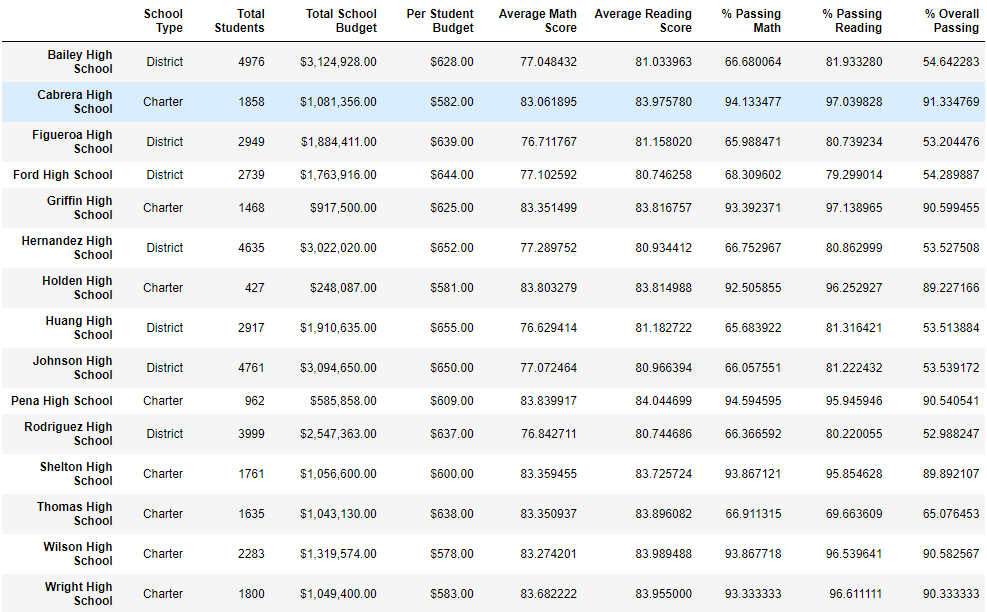 School Type Total Students Total School Budget Per Student Budget Average Math Score Average Reading Score % Passing Math % Passing Reading % Overall Passing
Bailey High School District 4976 $3,124,928.00 $628.00 77.048432 81.033963 66.680064 81.933280 54.642283
Cabrera High School Charter 1858 $1,081,356.00 $582.00 83.061895 83.975780 94.133477 97.039828 91.334769
Figueroa High School District 2949 $1,884,411.00 $639.00 76.711767 81.158020 65.988471 80.739234 53.204476
Ford High School District 2739 $1,763,916.00 $644.00 77.102592 80.746258 68.309602 79.299014 54.289887
Griffin High School Charter 1468 $917,500.00 $625.00 83.351499 83.816757 93.392371 97.138965 90.599455
Hernandez High School District 4635 $3,022,020.00 $652.00 77.289752 80.934412 66.752967 80.862999 53.527508
Holden High School Charter 427 $248,087.00 $581.00 83.803279 83.814988 92.505855 96.252927 89.227166
Huang High School District 2917 $1,910,635.00 $655.00 76.629414 81.182722 65.683922 81.316421 53.513884
Johnson High School District 4761 $3,094,650.00 $650.00 77.072464 80.966394 66.057551 81.222432 53.539172
Pena High School Charter 962 $585,858.00 $609.00 83.839917 84.044699 94.594595 95.945946 90.540541
Rodriguez High School District 3999 $2,547,363.00 $637.00 76.842711 80.744686 66.366592 80.220055 52.988247
Shelton High School Charter 1761 $1,056,600.00 $600.00 83.359455 83.725724 93.867121 95.854628 89.892107
Thomas High School Charter 1635 $1,043,130.00 $638.00 83.350937 83.896082 66.911315 69.663609 65.076453
Wilson High School Charter 2283 $1,319,574.00 $578.00 83.274201 83.989488 93.867718 96.539641 90.582567
Wright High School Charter 1800 $1,049,400.00 $583.00 83.682222 83.955000 93.333333 96.611111 90.333333